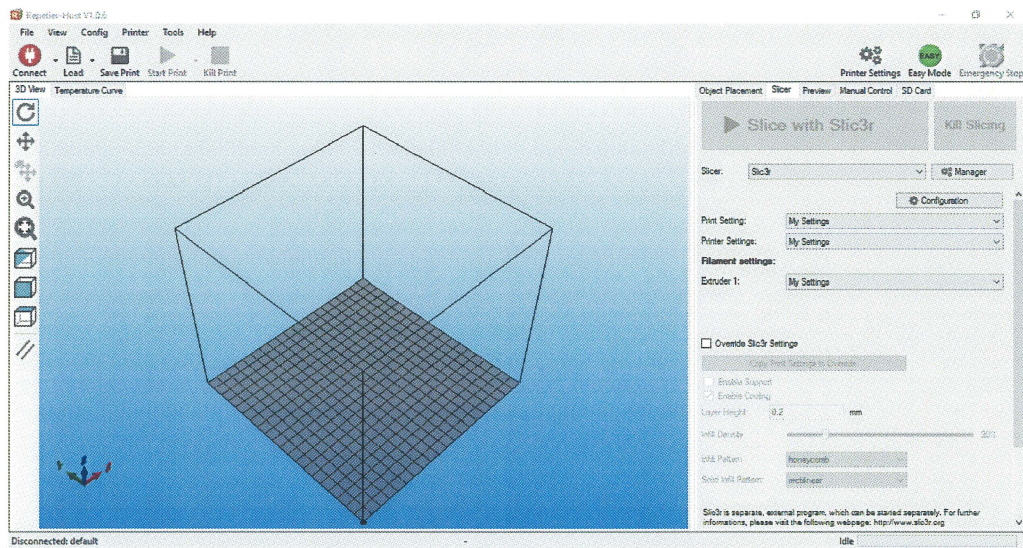 Repetier-Host V1.0.6
File View Config Printer Tools Help
Connect Load Save Print Start Print Kill Print Printer Settings Easy Mode Emergency Stop
EASY
3D View Temperature Curve
Object Placement Slicer Preview Manual Control SD Card
Slice with Slic3r
Kill Slicing
Slicer: Slic3r Manager
Configuration
Print Setting: My Settings
Printer Settings: My Settings
Filament settings:
Extruder 1: My Settings
Override Slic3r Settings
Copy Print Settings to Override
Enable Support
Enable Cooling
Layer Height 0.2 mm
Infill Density 20%
Infill Pattern: honeycomb
Solid Infill Pattern: rectilinear
Slic3r is separate, external program, which can be started separately. For further
informations, please visit the following webpage: http://www.slic3r.org
Disconnected: default - Idle